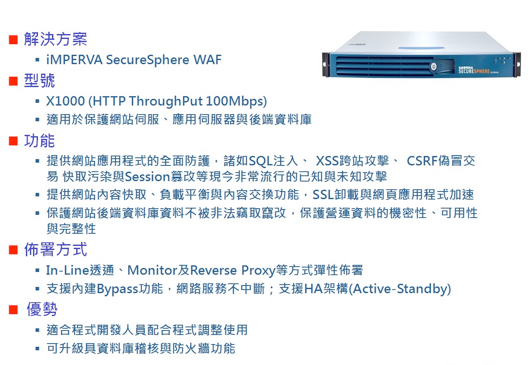 解決方案
iMPERVA SecureSphere WAF
型號
X1000 (HTTP ThroughPut 100Mbps)
適用於保護網站伺服、應用伺服器與後端資料庫
功能
提供網站應用程式的全面防護，諸如SQL注入、 XSS跨站攻擊、 CSRF偽冒交
易 快取污染與Session篡改等現今非常流行的已知與未知攻擊
提供網站內容快取、負載平衡與內容交換功能，SSL卸載與網頁應用程式加速
保護網站後端資料庫資料不被非法竊取竄改，保護營運資料的機密性、可用性
與完整性
佈署方式
In-Line透通、Monitor及Reverse Proxy等方式彈性佈署
支援內建Bypass功能，網路服務不中斷；支援HA架構(Active-Standby)
優勢
適合程式開發人員配合程式調整使用
可升級具資料庫稽核與防火牆功能
IMPERVA
SECURESPHERE